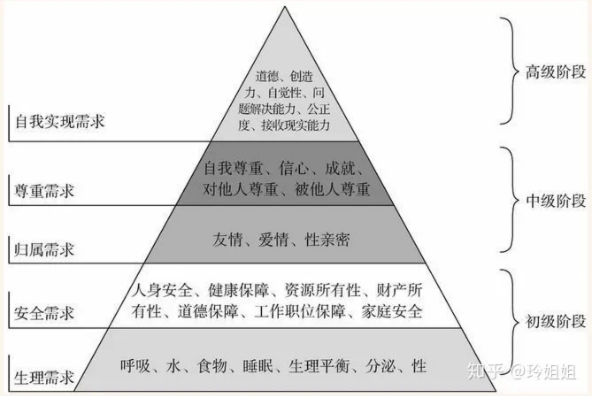 道德、创造
力、自觉性、问
题解决能力、公正
度、接收现实能力
高级阶段
自我实现需求
自我尊重、信心、成就、
对他人尊重、被他人尊重
尊重需求
中级阶段
友情、爱情、性亲密
归属需求
人身安全、健康保障、资源所有性、财产所
有性、道德保障、工作职位保障、家庭安全
安全需求
初级阶段
呼吸、水、食物、睡眠、生理平衡、分泌、性
生理需求
知乎 @玲姐姐